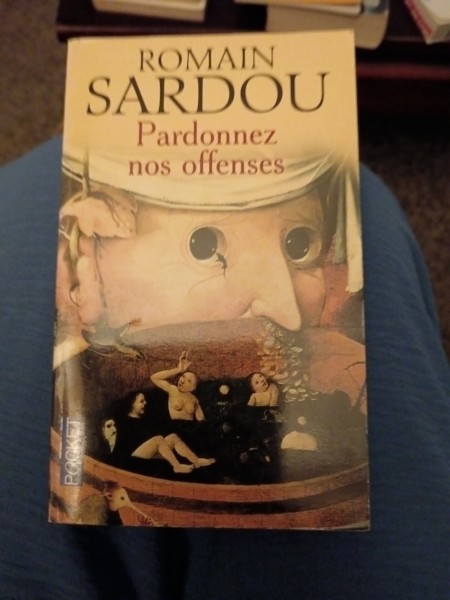 ROMAIN
SARDOU
Pardonnez
nos offenses
POCKET